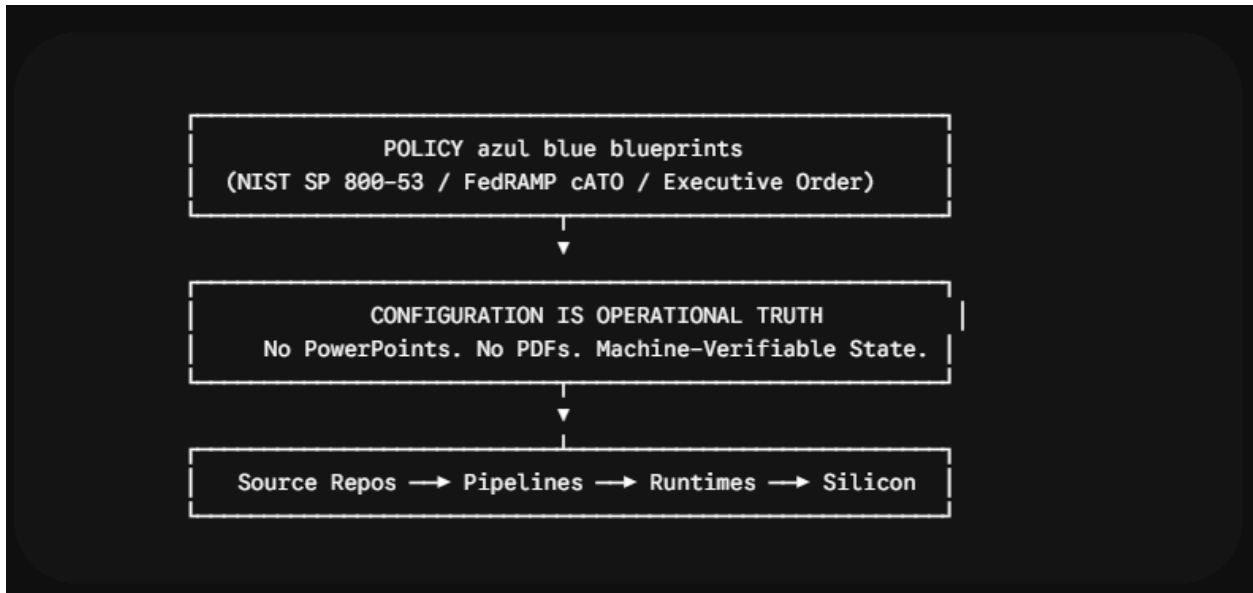 POLICY azul blue blueprints
(NIST SP 800-53 / FedRAMP cATO / Executive Order)
CONFIGURATION IS OPERATIONAL TRUTH
No PowerPoints. No PDFs. Machine-Verifiable State.
Source Repos ──► Pipelines ──► Runtimes ──► Silicon